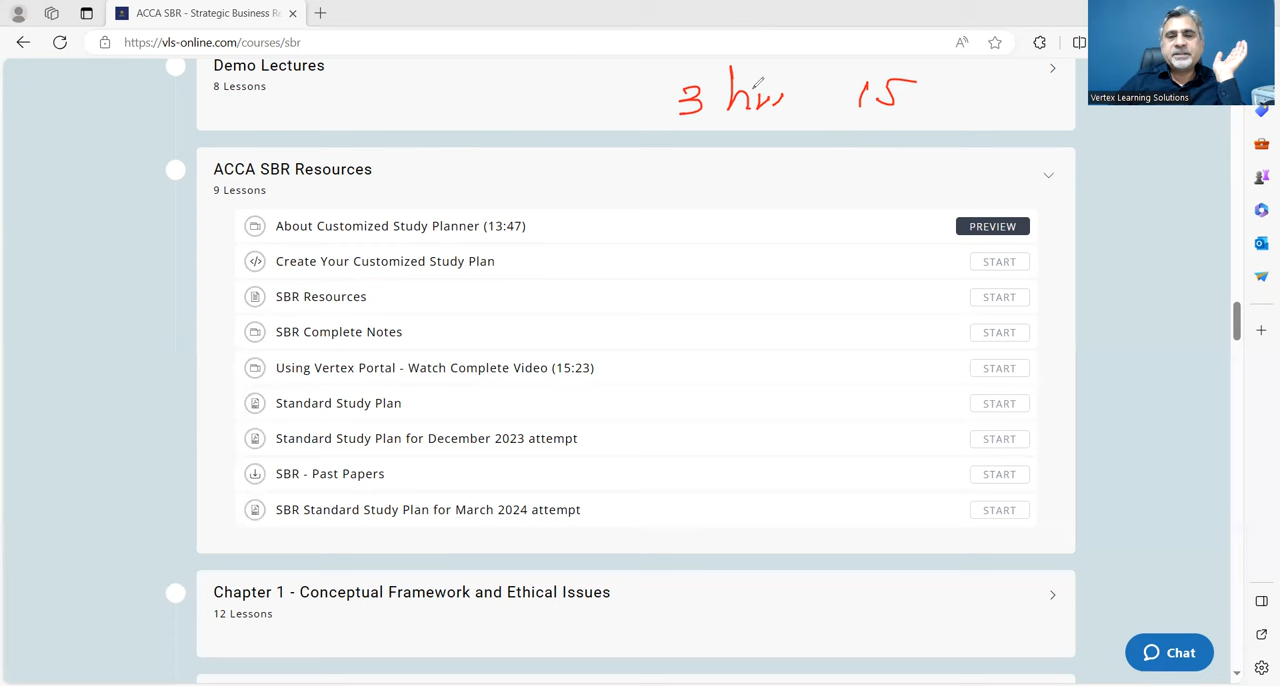 ACCA SBR - Strategic Business Re
https://vls-online.com/courses/sbr
Vertex Learning Solutions
Demo Lectures
8 Lessons
3 hrs 15
ACCA SBR Resources
9 Lessons
About Customized Study Planner (13:47)
PREVIEW
Create Your Customized Study Plan
START
SBR Resources
START
SBR Complete Notes
START
Using Vertex Portal - Watch Complete Video (15:23)
START
Standard Study Plan
START
Standard Study Plan for December 2023 attempt
START
SBR - Past Papers
START
SBR Standard Study Plan for March 2024 attempt
START
Chapter 1 - Conceptual Framework and Ethical Issues
12 Lessons
Chat